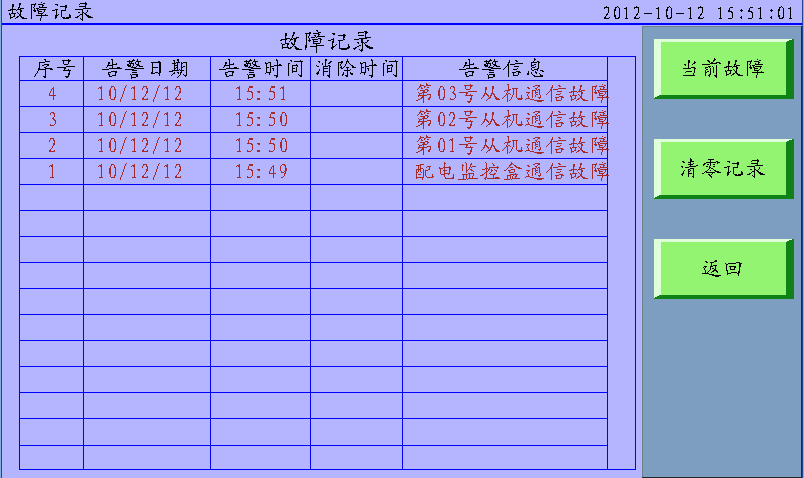 故障记录 2012-10-12 15:51:01
故障记录
序号 告警日期 告警时间 消除时间 告警信息
4 10/12/12 15:51 第03号从机通信故障
3 10/12/12 15:50 第02号从机通信故障
2 10/12/12 15:50 第01号从机通信故障
1 10/12/12 15:49 配电监控盒通信故障
当前故障
清零记录
返回